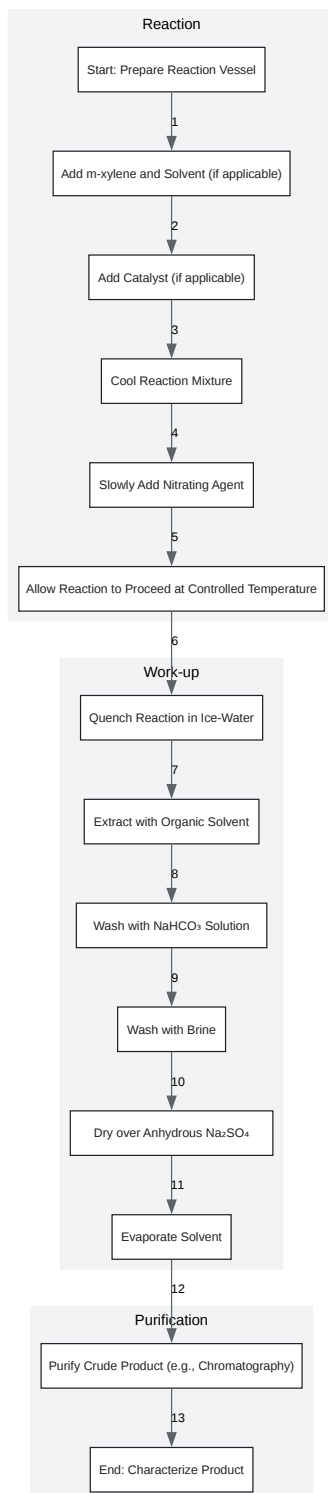 Reaction
Start: Prepare Reaction Vessel
1
Add m-xylene and Solvent (if applicable)
2
Add Catalyst (if applicable)
3
Cool Reaction Mixture
4
Slowly Add Nitrating Agent
5
Allow Reaction to Proceed at Controlled Temperature
6
Work-up
Quench Reaction in Ice-Water
7
Extract with Organic Solvent
8
Wash with NaHCO₃ Solution
9
Wash with Brine
10
Dry over Anhydrous Na₂SO₄
11
Evaporate Solvent
12
Purification
Purify Crude Product (e.g., Chromatography)
13
End: Characterize Product